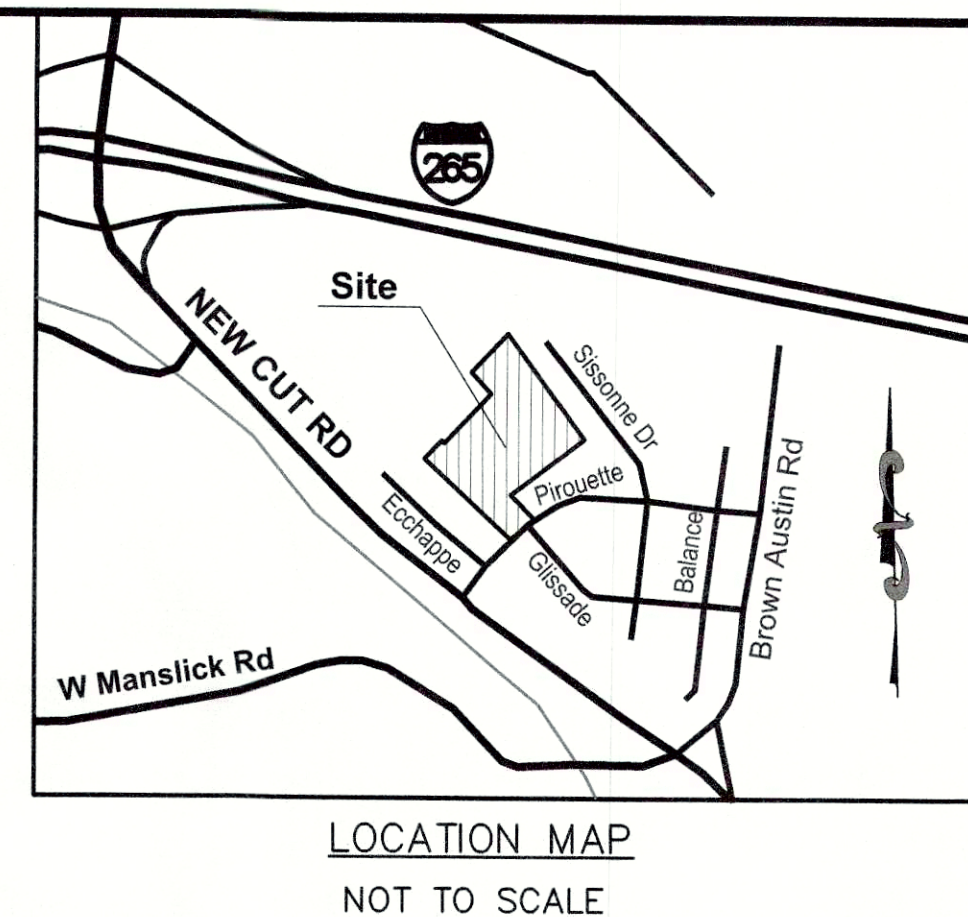 265
Site
NEW CUT RD
Sissonne Dr
Pirouette
Ecchappe
Glissade
Balance
Brown Austin Rd
W Manslick Rd
LOCATION MAP
NOT TO SCALE